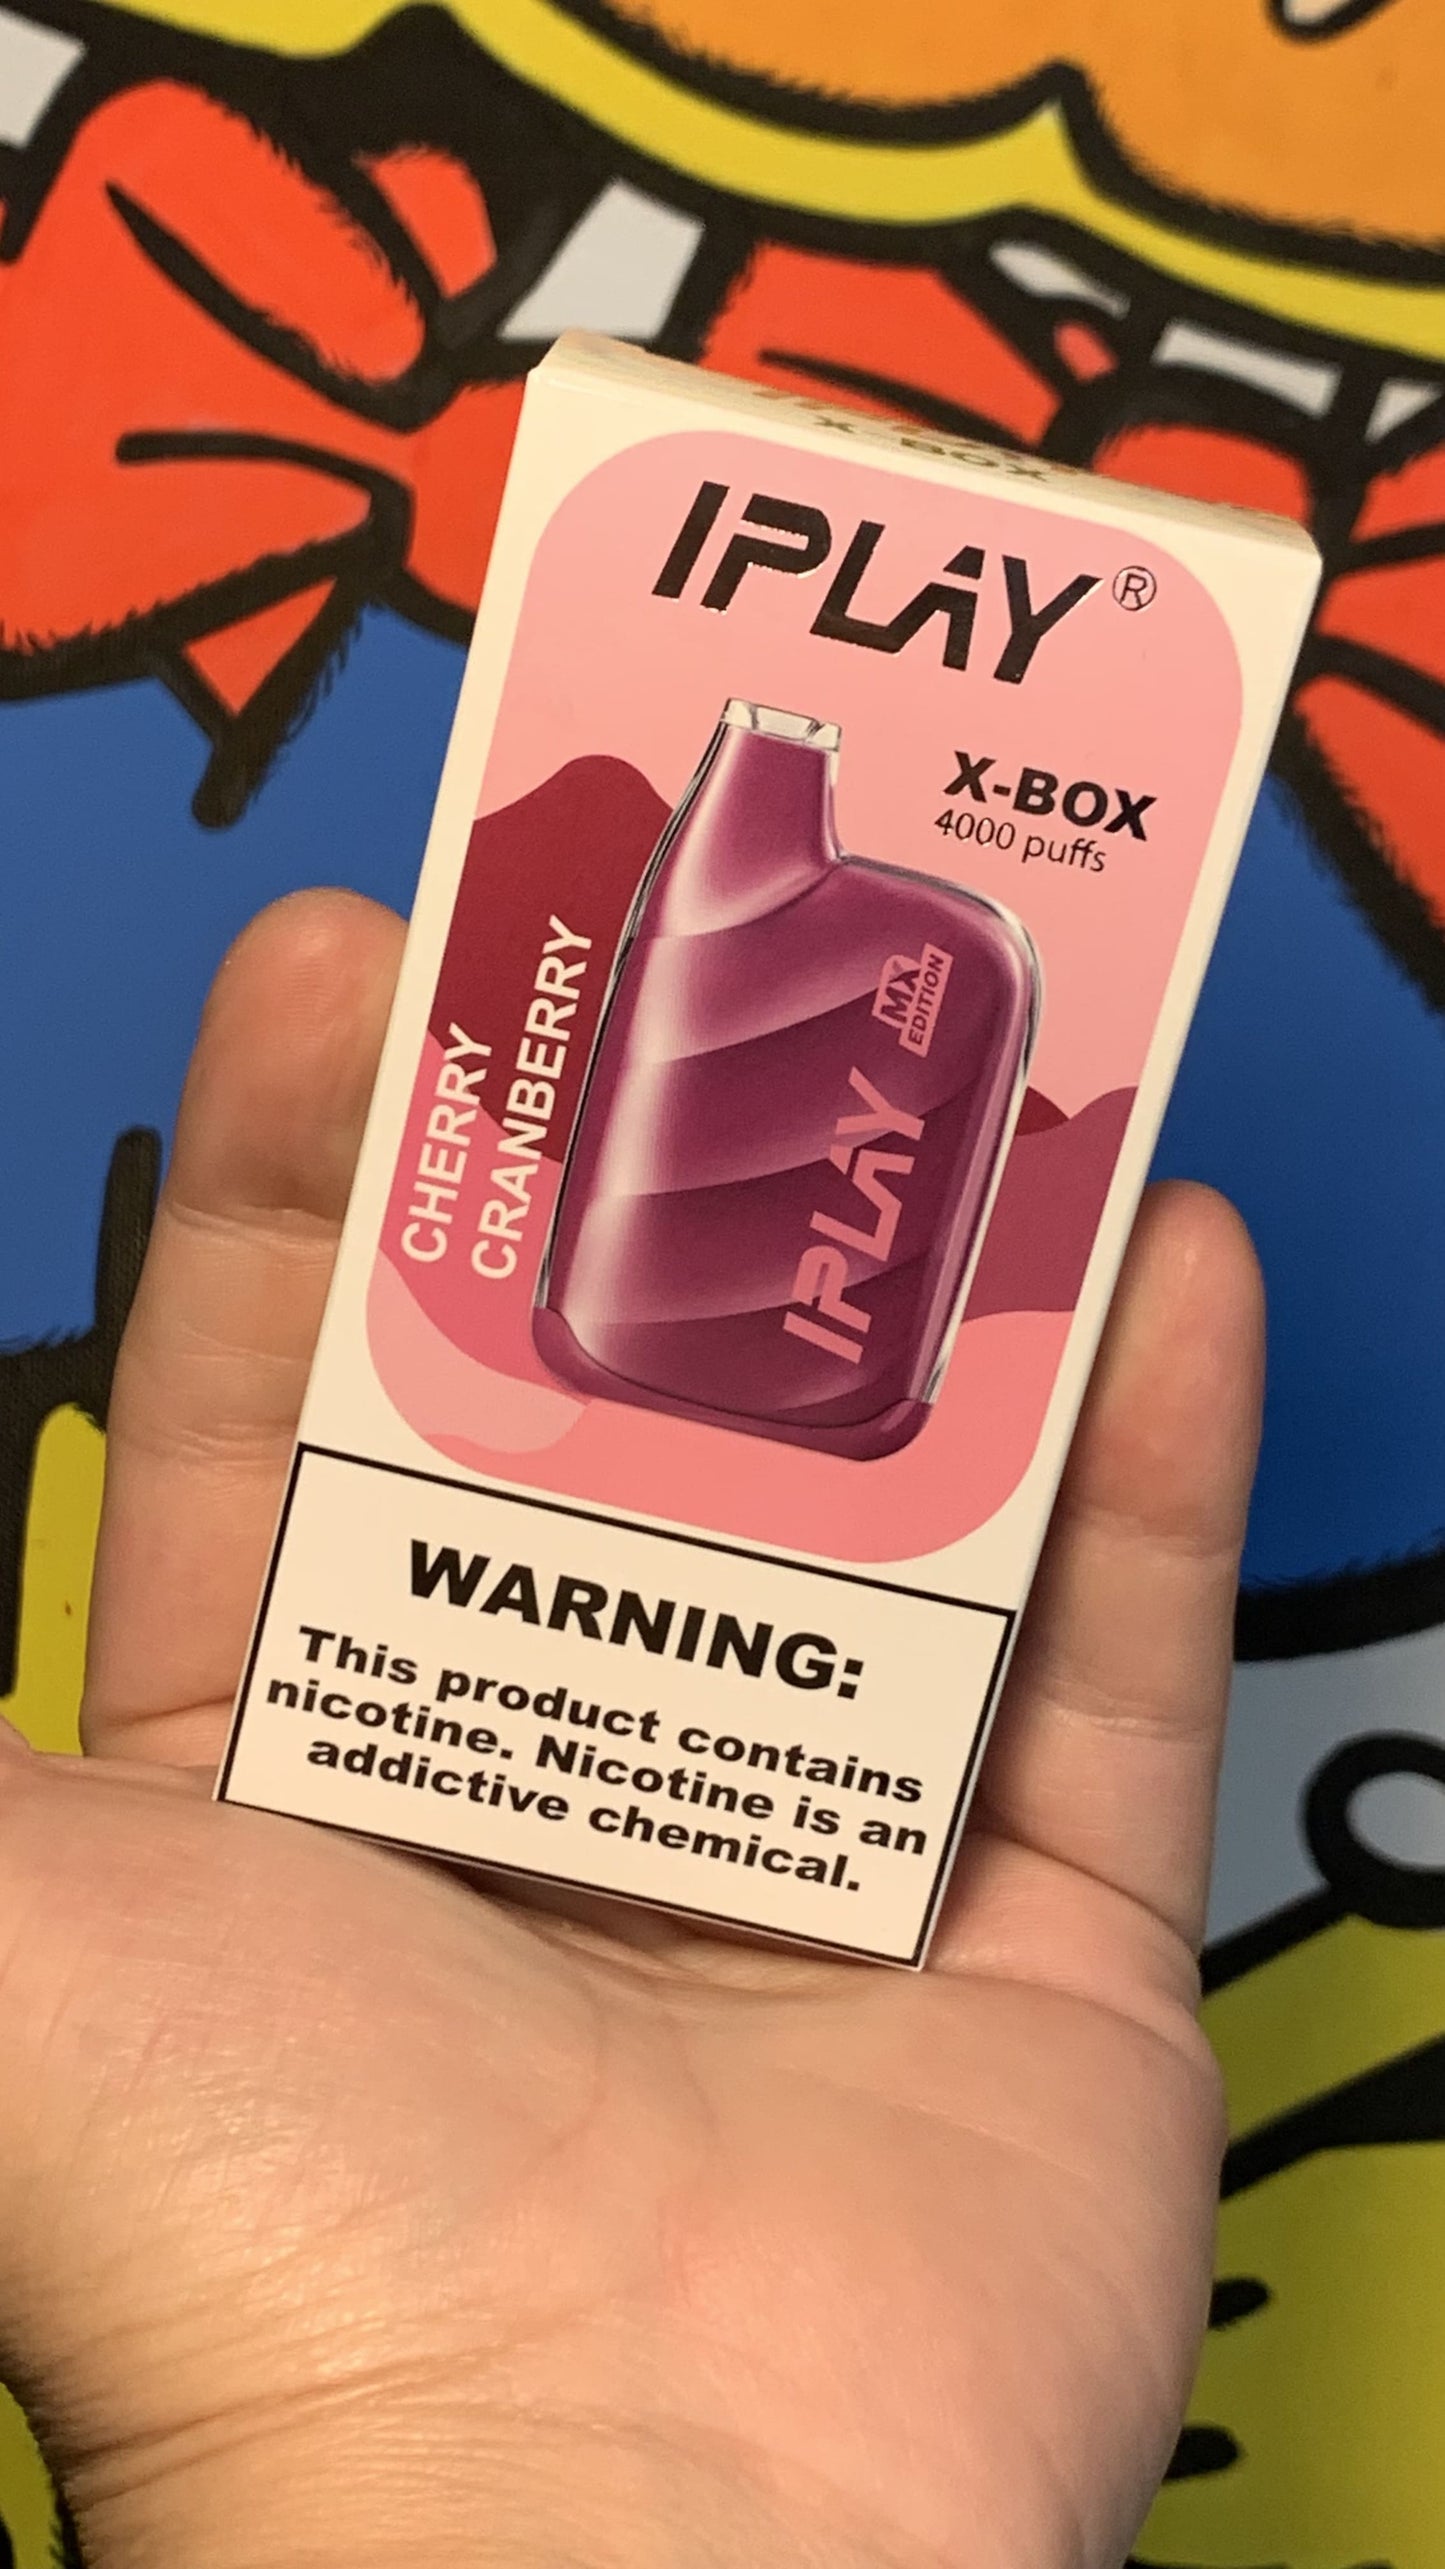 X-BOX
IPLAY®
X-BOX
4000 puffs
CHERRY
CRANBERRY
MX
EDITION
IPLAY
WARNING:
This product contains
nicotine. Nicotine is an
addictive chemical.